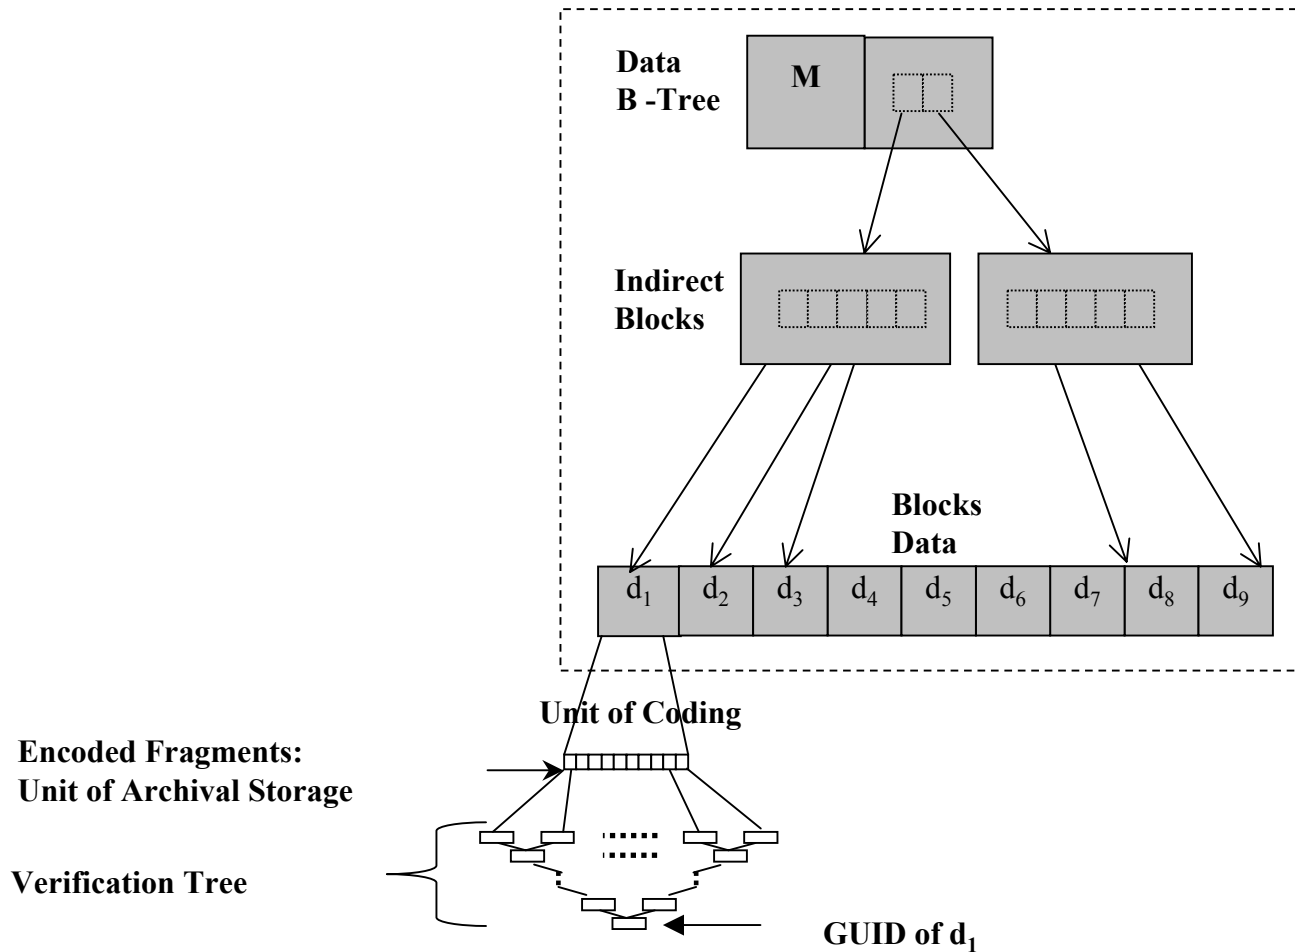 Data
B -Tree
M
Indirect
Blocks
Blocks
Data
d₁ d₂ d₃ d₄ d₅ d₆ d₇ d₈ d₉
Unit of Coding
Encoded Fragments:
Unit of Archival Storage
Verification Tree
GUID of d₁